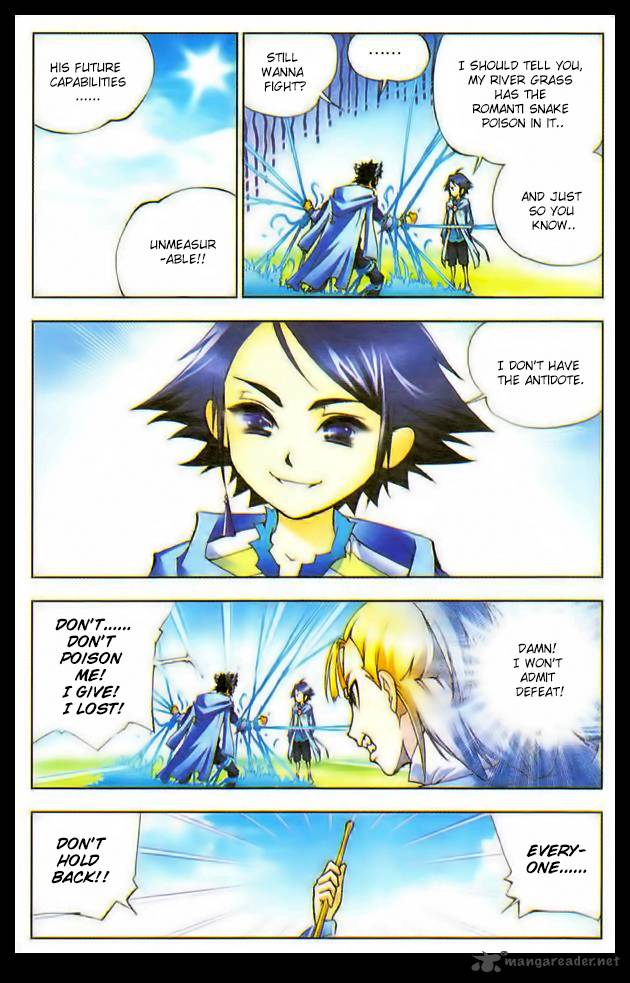 I SHOULD TELL YOU,
MY RIVER GRASS
HAS THE
ROMANTI SNAKE
POISON IN IT..
AND JUST
SO YOU
KNOW..
......
STILL
WANNA
FIGHT?
HIS FUTURE
CAPABILITIES
......
UNMEASUR
-ABLE!!
I DON'T HAVE
THE ANTIDOTE.
DAMN!
I WON'T
ADMIT
DEFEAT!
DON'T......
DON'T
POISON
ME!
I GIVE!
I LOST!
EVERY-
ONE......
DON'T
HOLD
BACK!!
mangareader.net